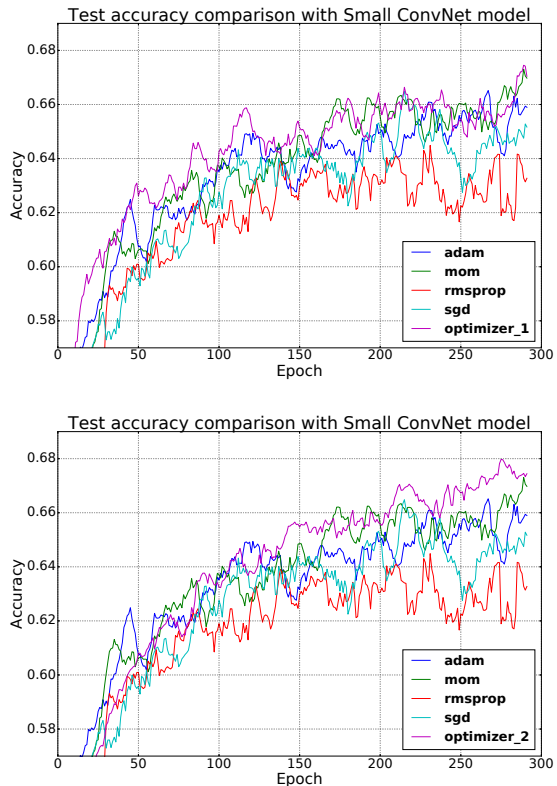 Test accuracy comparison with Small ConvNet model
Accuracy
0.68
0.66
0.64
0.62
0.60
0.58
adam
mom
rmsprop
sgd
optimizer_1
0 50 100 150 200 250 300
Epoch
Test accuracy comparison with Small ConvNet model
Accuracy
0.68
0.66
0.64
0.62
0.60
0.58
adam
mom
rmsprop
sgd
optimizer_2
0 50 100 150 200 250 300
Epoch